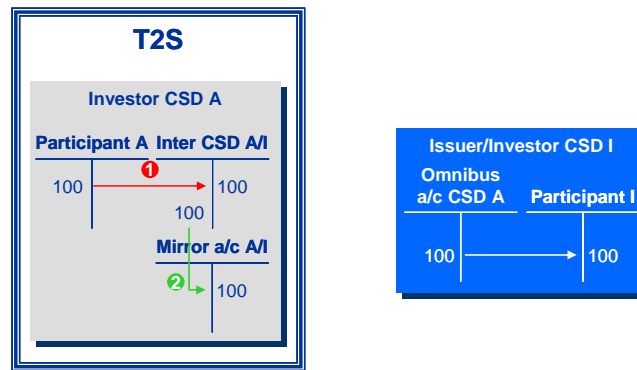 T2S
Investor CSD A
Participant A Inter CSD A/I
1
100 100
100
Mirror a/c A/I
2
100
Issuer/Investor CSD I
Omnibus
a/c CSD A Participant I
100 100